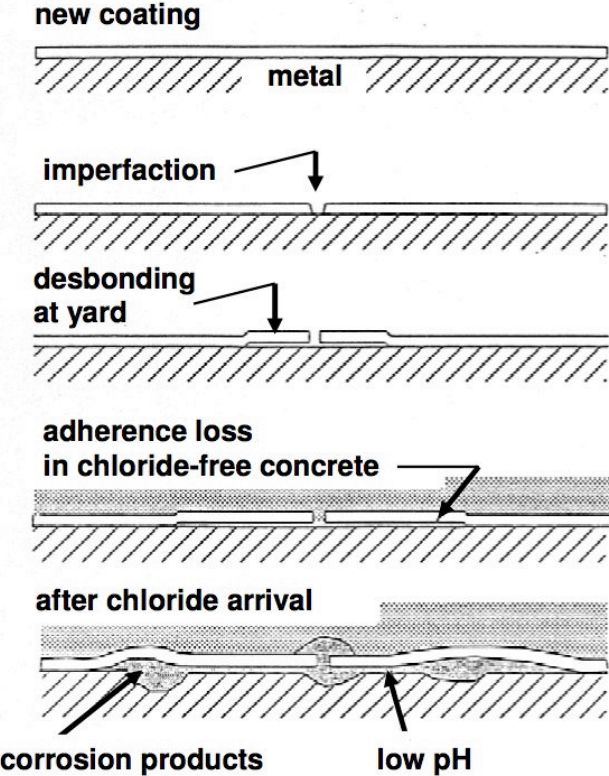 new coating
metal
imperfaction
desbonding
at yard
adherence loss
in chloride-free concrete
after chloride arrival
corrosion products
low pH